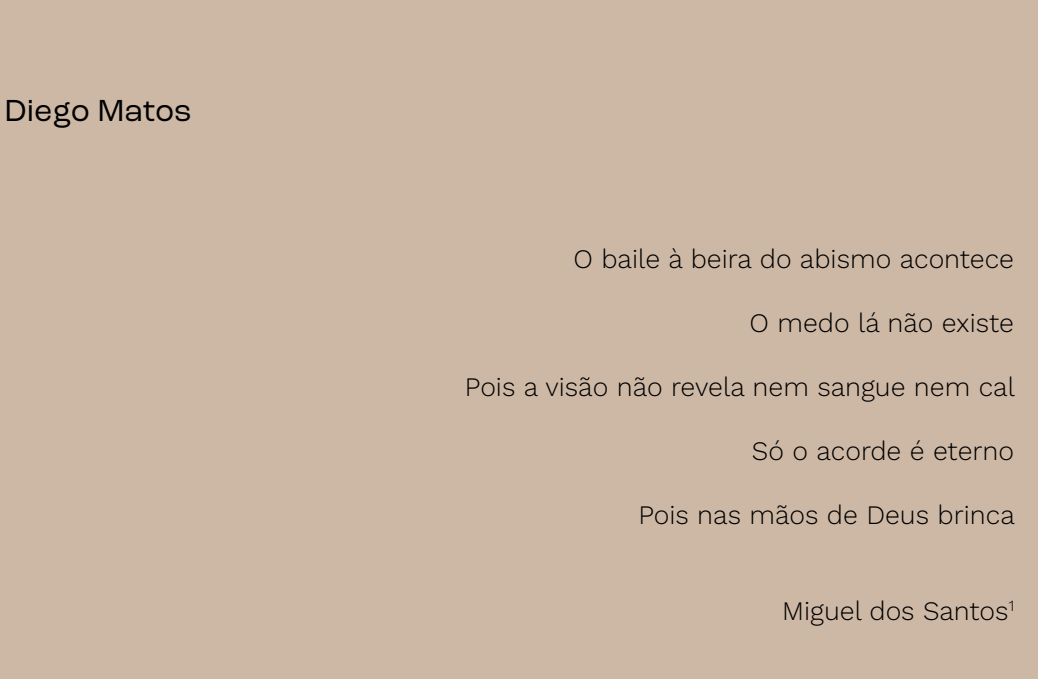 Diego Matos
O baile à beira do abismo acontece
O medo lá não existe
Pois a visão não revela nem sangue nem cal
Só o acorde é eterno
Pois nas mãos de Deus brinca
Miguel dos Santos¹